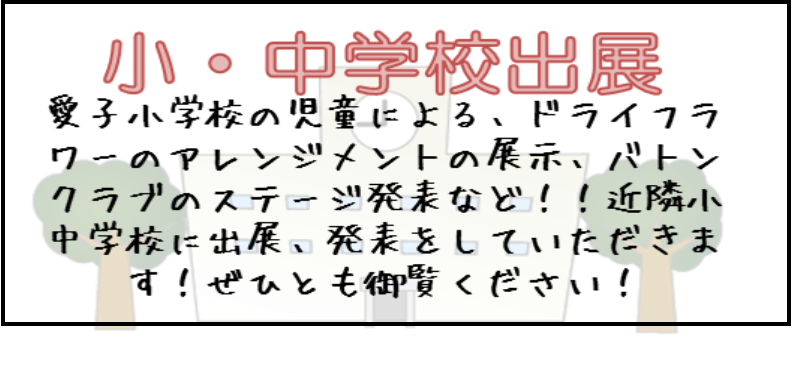 小・中学校出展
愛子小学校の児童による、ドライフラ
ワーのアレンジメントの展示、バトン
クラブのステージ発表など！！近隣小
中学校に出展、発表をしていただきま
す！ぜひとも御覧ください！